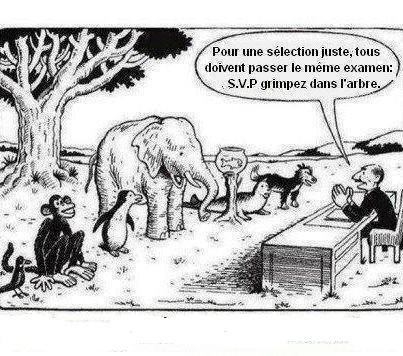 Pour une sélection juste, tous
doivent passer le même examen:
S.V.P grimpez dans l'arbre.